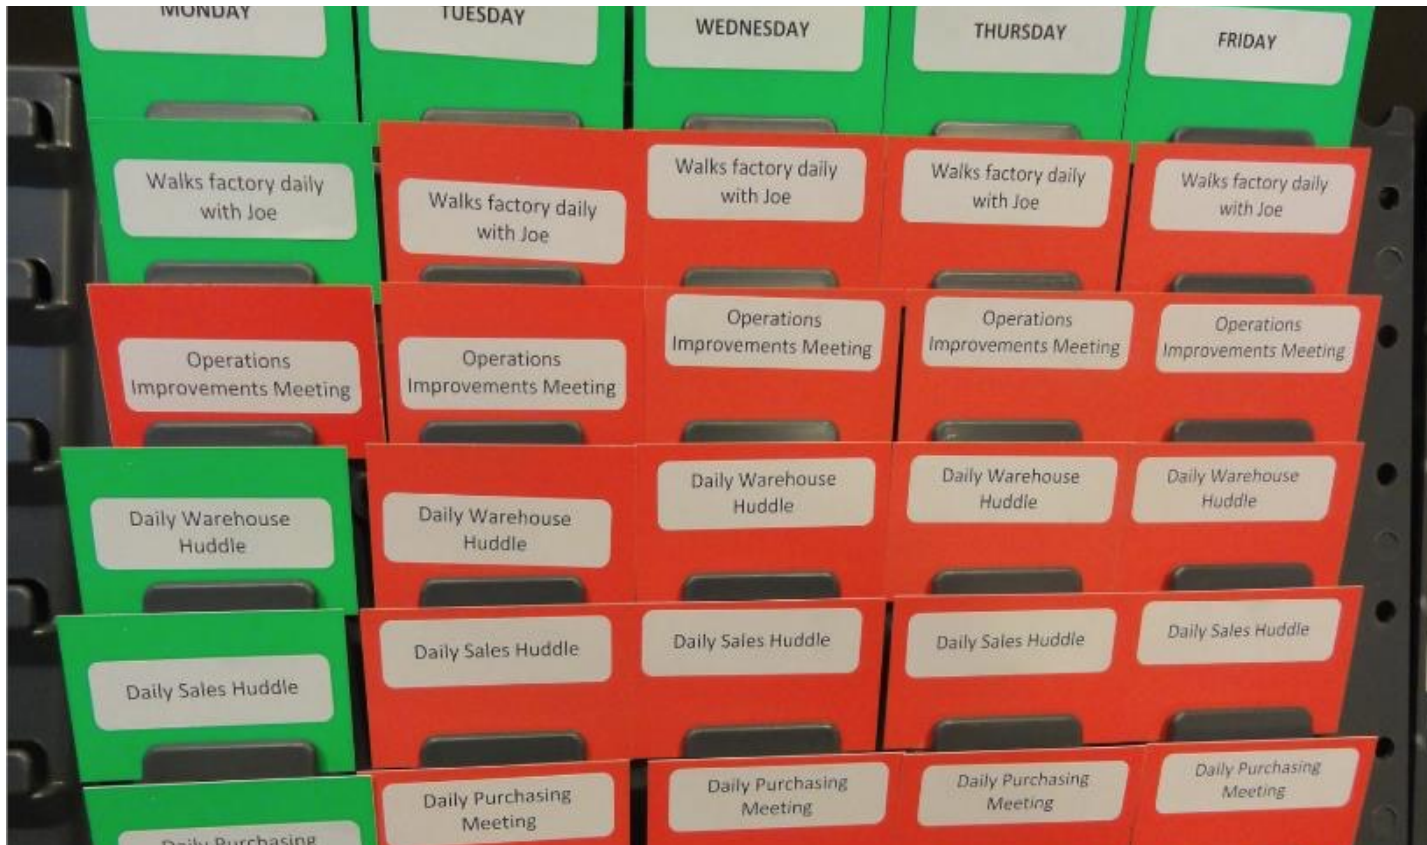 MONDAY
TUESDAY
WEDNESDAY
THURSDAY
FRIDAY
Walks factory daily
with Joe
Walks factory daily
with Joe
Walks factory daily
with Joe
Walks factory daily
with Joe
Walks factory daily
with Joe
Operations
Improvements Meeting
Operations
Improvements Meeting
Operations
Improvements Meeting
Operations
Improvements Meeting
Operations
Improvements Meeting
Daily Warehouse
Huddle
Daily Warehouse
Huddle
Daily Warehouse
Huddle
Daily Warehouse
Huddle
Daily Warehouse
Huddle
Daily Sales Huddle
Daily Sales Huddle
Daily Sales Huddle
Daily Sales Huddle
Daily Sales Huddle
Daily Purchasing
Daily Purchasing
Meeting
Daily Purchasing
Meeting
Daily Purchasing
Meeting
Daily Purchasing
Meeting